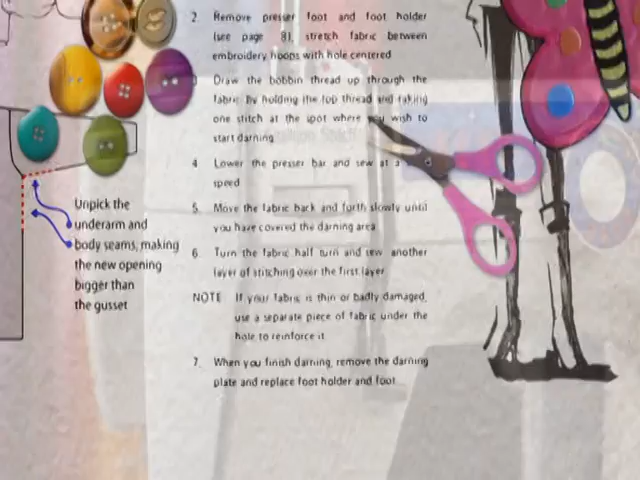 2. Remove presser foot and foot holder
(see page 8), stretch fabric between
embroidery hoops with hole centered
Draw the bobbin thread up through the
fabric by holding the top thread and taking
one stitch at the spot where you wish to
start darning
4. Lower the presser bar and sew at a
speed
5. Move the fabric back and forth slowly until
you have covered the darning area
6. Turn the fabric half turn and sew another
layer of stitching over the first layer
NOTE If your fabric is thin or badly damaged,
use a separate piece of fabric under the
hole to reinforce it
7. When you finish darning, remove the darning
plate and replace foot holder and foot
Unpick the
underarm and
body seams, making
the new opening
bigger than
the gusset